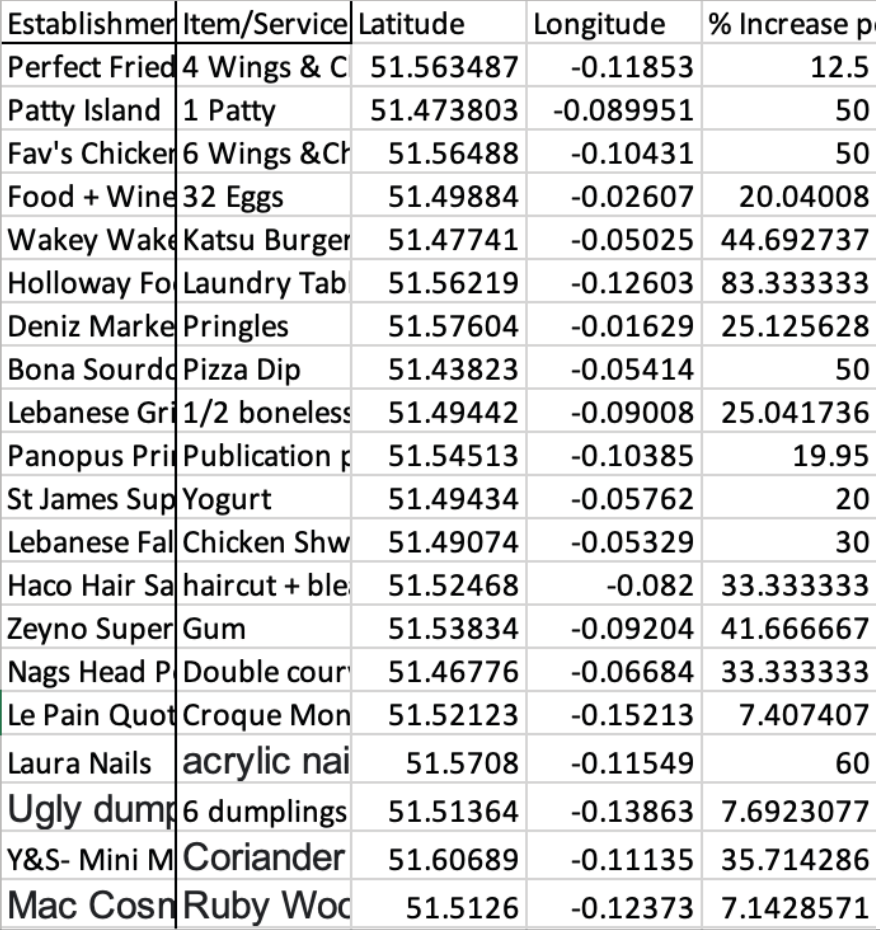 Establishmer Item/Service Latitude Longitude % Increase p
Perfect Fried 4 Wings & C 51.563487 -0.11853 12.5
Patty Island 1 Patty 51.473803 -0.089951 50
Fav's Chicker 6 Wings &Ch 51.56488 -0.10431 50
Food + Wine 32 Eggs 51.49884 -0.02607 20.04008
Wakey Wake Katsu Burger 51.47741 -0.05025 44.692737
Holloway Fo Laundry Tab 51.56219 -0.12603 83.333333
Deniz Marke Pringles 51.57604 -0.01629 25.125628
Bona Sourdo Pizza Dip 51.43823 -0.05414 50
Lebanese Gri 1/2 boneless 51.49442 -0.09008 25.041736
Panopus Prin Publication p 51.54513 -0.10385 19.95
St James Sup Yogurt 51.49434 -0.05762 20
Lebanese Fal Chicken Shw 51.49074 -0.05329 30
Haco Hair Sa haircut + ble 51.52468 -0.082 33.333333
Zeyno Super Gum 51.53834 -0.09204 41.666667
Nags Head P Double cour 51.46776 -0.06684 33.333333
Le Pain Quot Croque Mon 51.52123 -0.15213 7.407407
Laura Nails acrylic nai 51.5708 -0.11549 60
Ugly dump 6 dumplings 51.51364 -0.13863 7.6923077
Y&S- Mini M Coriander 51.60689 -0.11135 35.714286
Mac Cosm Ruby Woo 51.5126 -0.12373 7.1428571